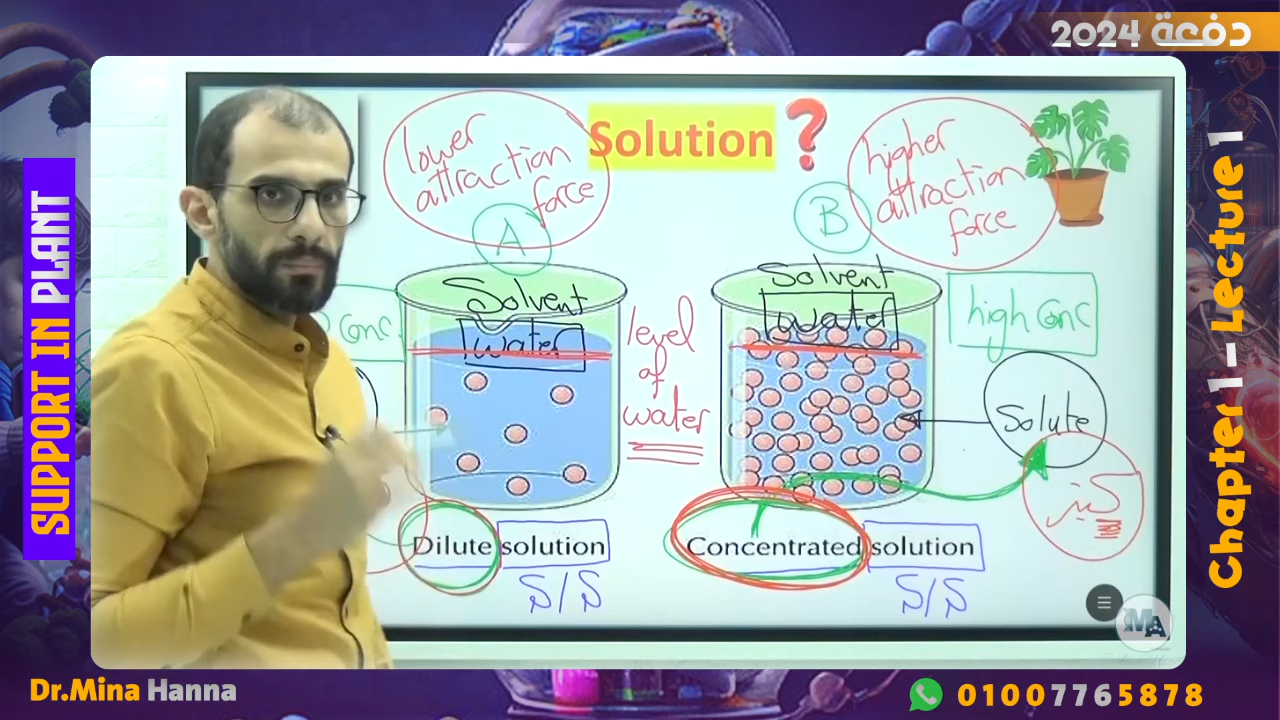 دفعة 2024
SUPPORT IN PLANT
Chapter 1- Lecture 1
Solution ?
lower
attraction
force
A
higher
attraction
force
B
Solvent
water
Solvent
water
Conc.
level
of
water
high Conc
Solute
كتير
Dilute solution
Concentrated solution
MA
Dr.Mina Hanna
01007765878